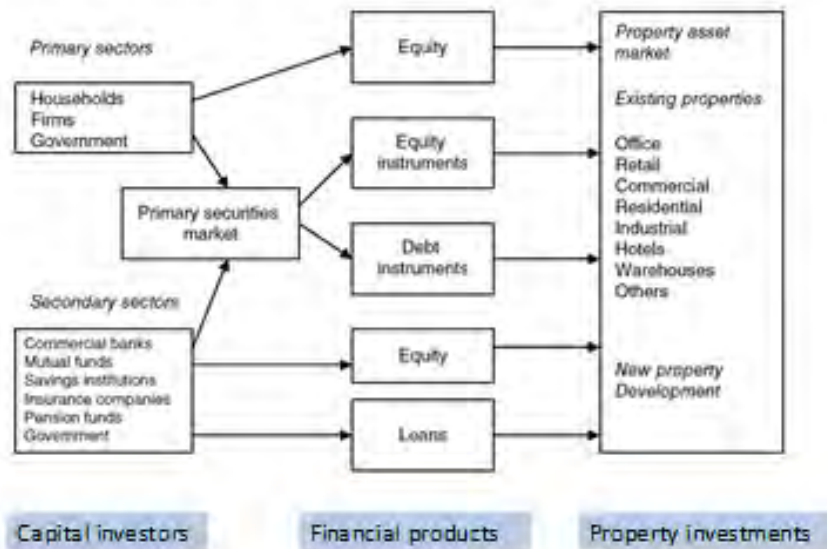 Primary sectors
Households
Firms
Government
Primary securities
market
Secondary sectors
Commercial banks
Mutual funds
Savings institutions
Insurance companies
Pension funds
Government
Equity
Equity
instruments
Debt
instruments
Equity
Loans
Property asset
market
Existing properties
Office
Retail
Commercial
Residential
Industrial
Hotels
Warehouses
Others
New property
Development
Capital investors
Financial products
Property investments